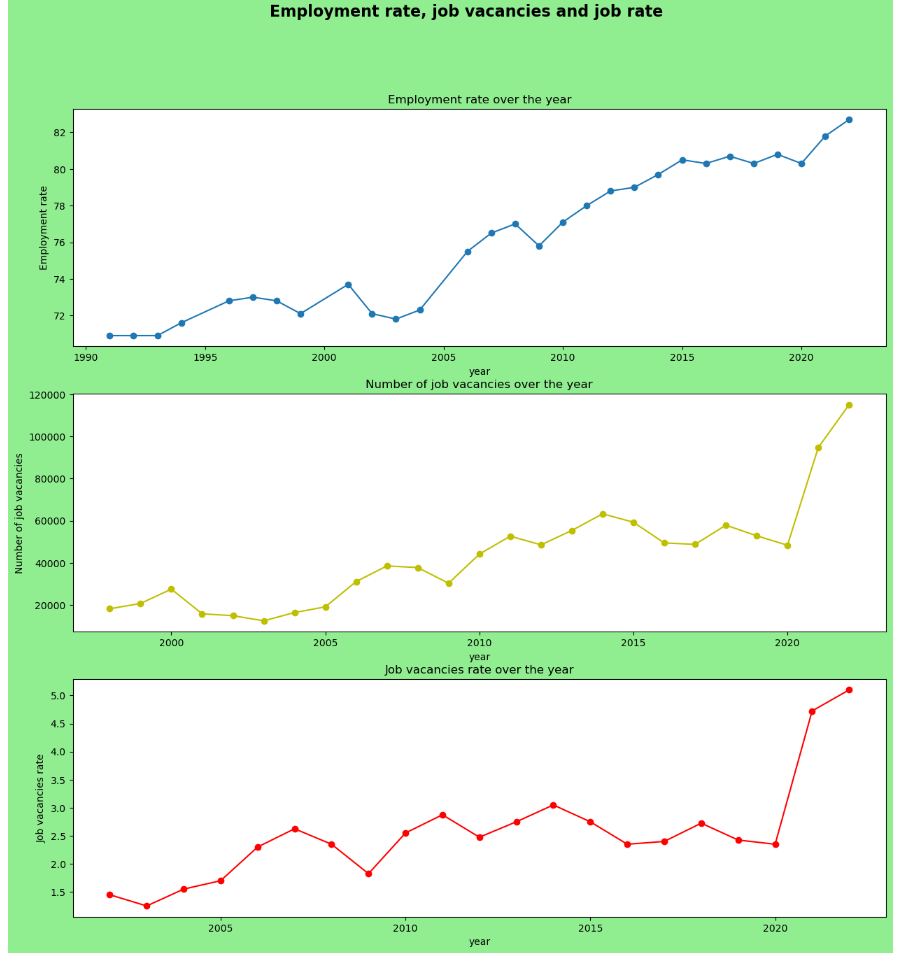 Employment rate, job vacancies and job rate
Employment rate over the year
82
80
78
76
74
72
Employment rate
1990 1995 2000 2005 2010 2015 2020
year
Number of job vacancies over the year
120000
100000
80000
60000
40000
20000
Number of job vacancies
2000 2005 2010 2015 2020
year
Job vacancies rate over the year
5.0
4.5
4.0
3.5
3.0
2.5
2.0
1.5
Job vacancies rate
2005 2010 2015 2020
year